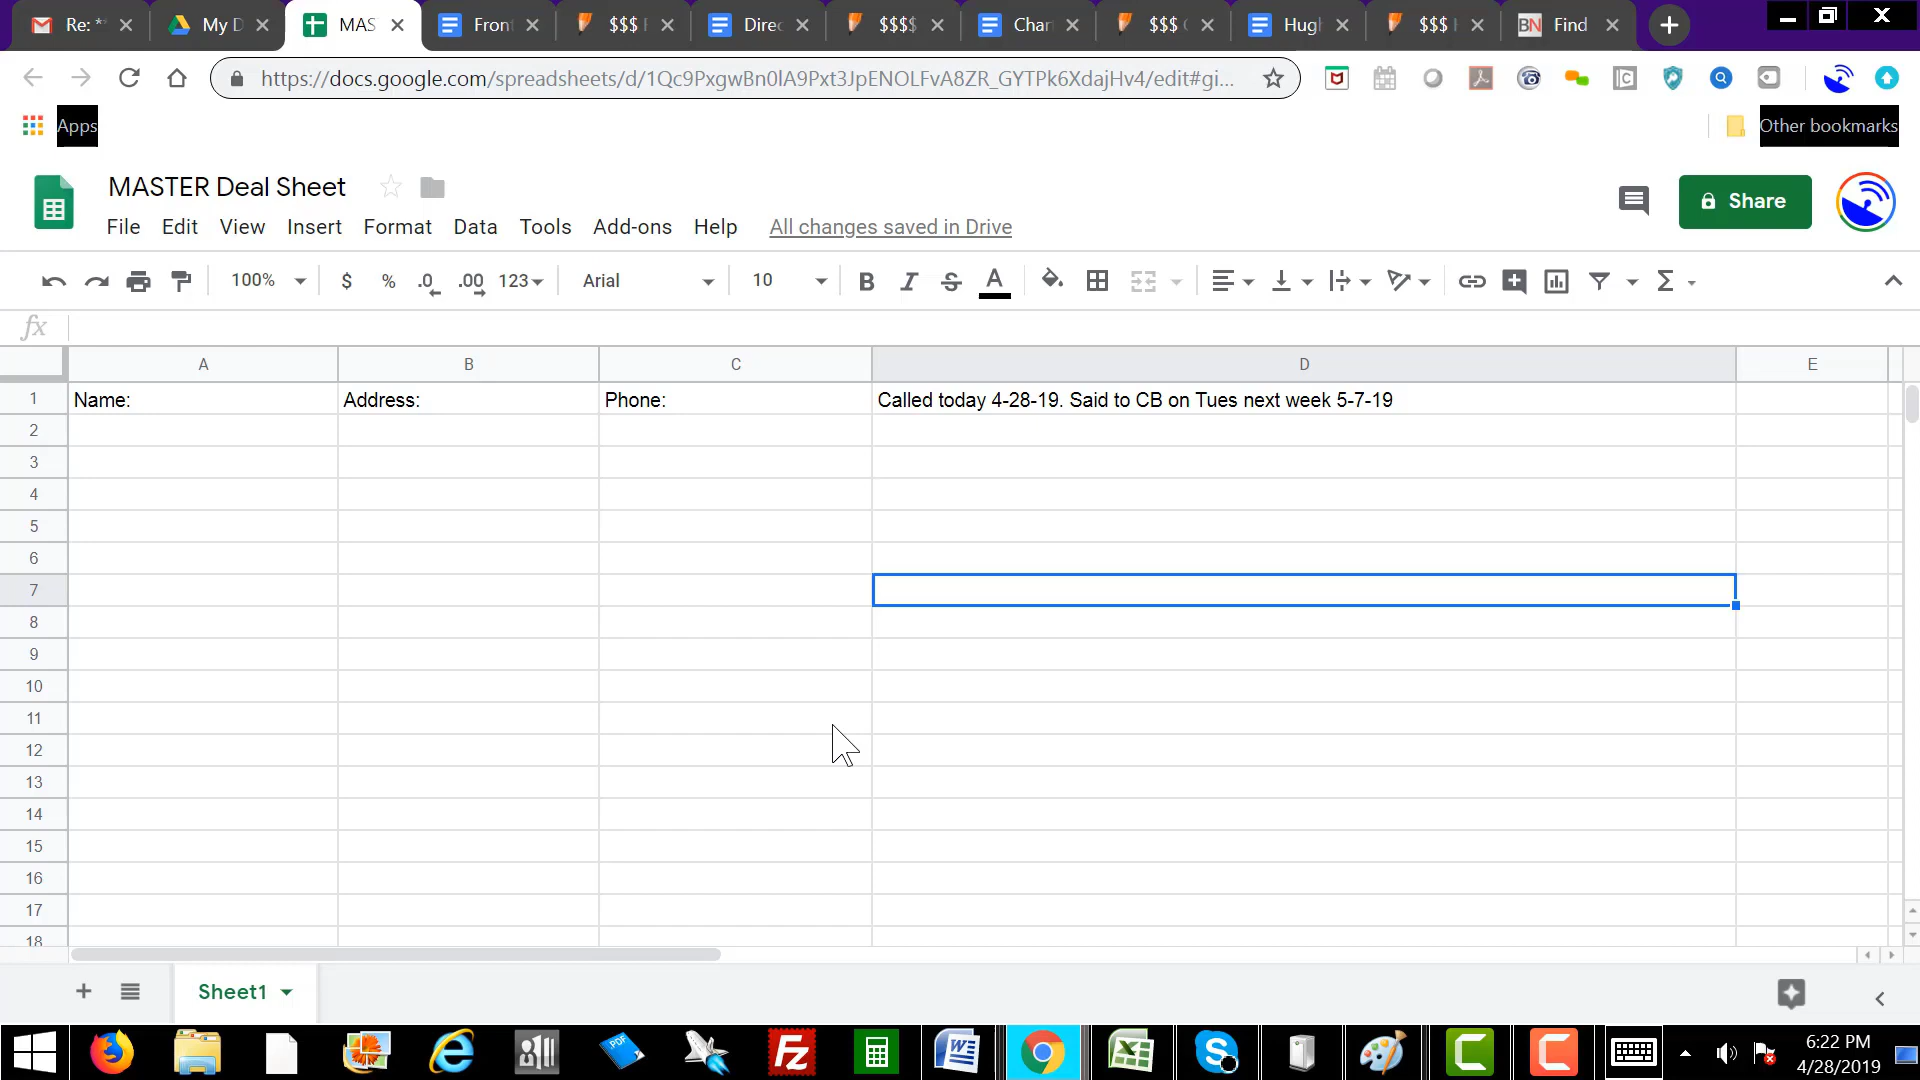 Re: * My D MAS Fron $$$ Direc $$$$ Char $$$ Hugh $$$ BN Find
https://docs.google.com/spreadsheets/d/1Qc9PxgwBn0lA9Pxt3JpENOLFvA8ZR_GYTPk6XdajHv4/edit#gi...
Apps Other bookmarks
MASTER Deal Sheet
Share
File Edit View Insert Format Data Tools Add-ons Help All changes saved in Drive
100% $ % .0 .00 123 Arial 10 B I S A Σ
fx
A B C D E
1 Name: Address: Phone: Called today 4-28-19. Said to CB on Tues next week 5-7-19
2
3
4
5
6
7
8
9
10
11
12
13
14
15
16
17
18
+ Sheet1
PDF FZ
6:22 PM
4/28/2019